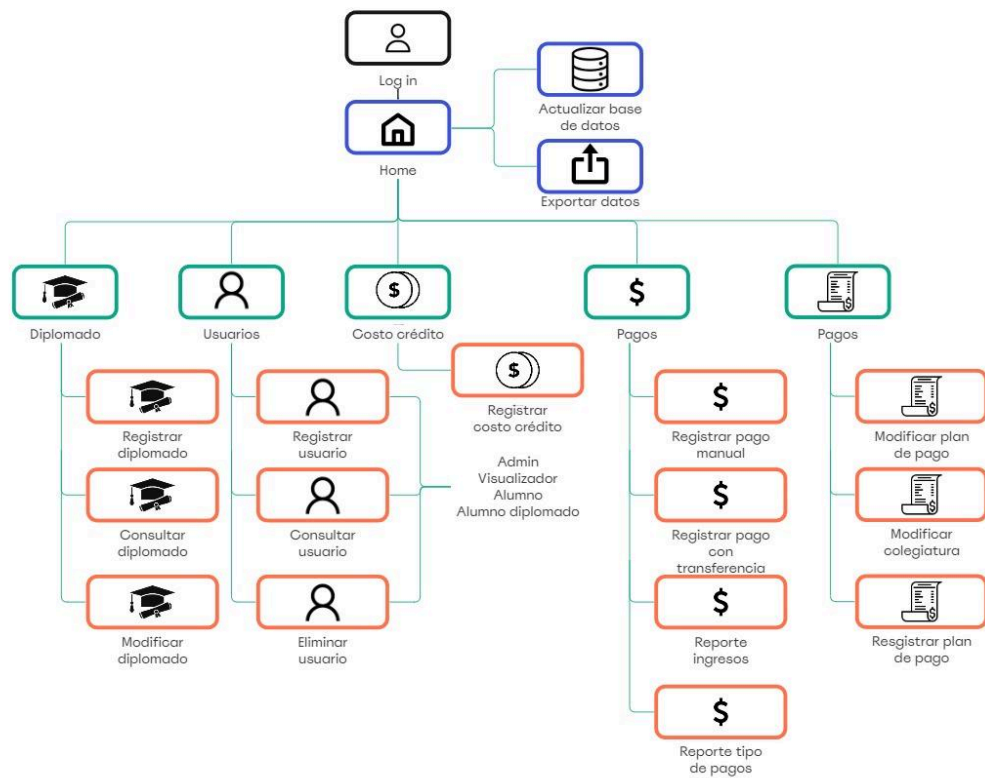 Log in
Actualizar base
de datos
Home
Exportar datos
$
$
$
Diplomado
Usuarios
Costo crédito
Pagos
Pagos
$
$
$
Registrar
diplomado
Registrar
usuario
Registrar
costo crédito
Registrar pago
manual
Modificar plan
de pago
Admin
Visualizador
Alumno
Alumno diplomado
$
$
Consultar
diplomado
Consultar
usuario
Registrar pago
con
transferencia
Modificar
colegiatura
$
$
Modificar
diplomado
Eliminar
usuario
Reporte
ingresos
Resgistrar plan
de pago
$
Reporte tipo
de pagos